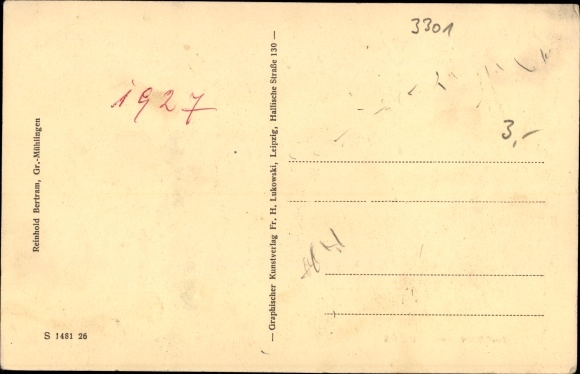 3301
1927
3,-
Reinhold Bertram, Gr.-Mühlingen
— Graphischer Kunstverlag Fr. H. Lukowski, Leipzig, Hallische Straße 130 —
S 1481 26